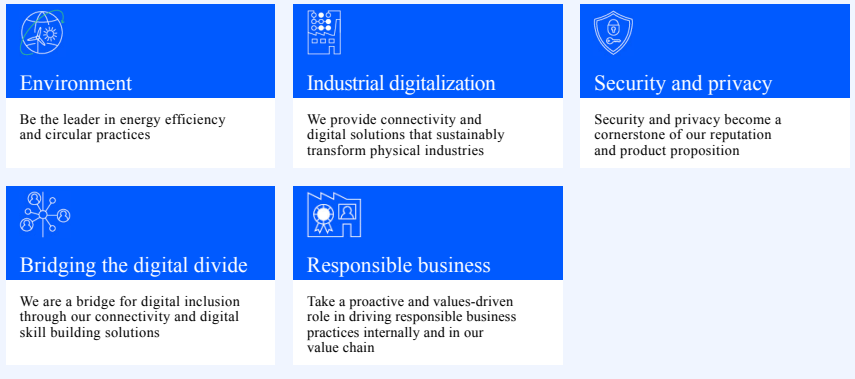 Environment
Be the leader in energy efficiency
and circular practices
Industrial digitalization
We provide connectivity and
digital solutions that sustainably
transform physical industries
Security and privacy
Security and privacy become a
cornerstone of our reputation
and product proposition
Bridging the digital divide
We are a bridge for digital inclusion
through our connectivity and digital
skill building solutions
Responsible business
Take a proactive and values-driven
role in driving responsible business
practices internally and in our
value chain